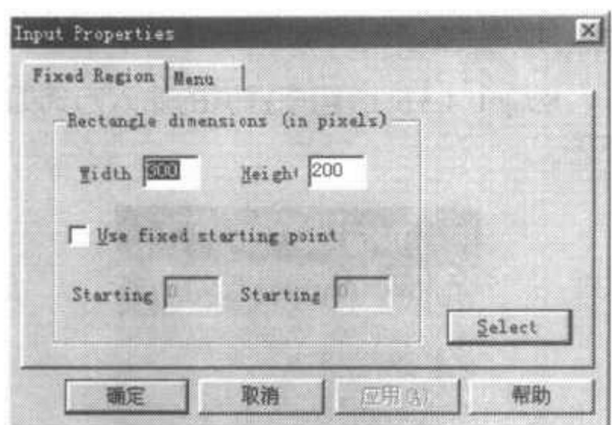 Input Properties
Fixed Region Menu
Rectangle dimensions (in pixels)
Width 300 Height 200
Use fixed starting point
Starting 0 Starting 0
Select
确定 取消 应用(A) 帮助